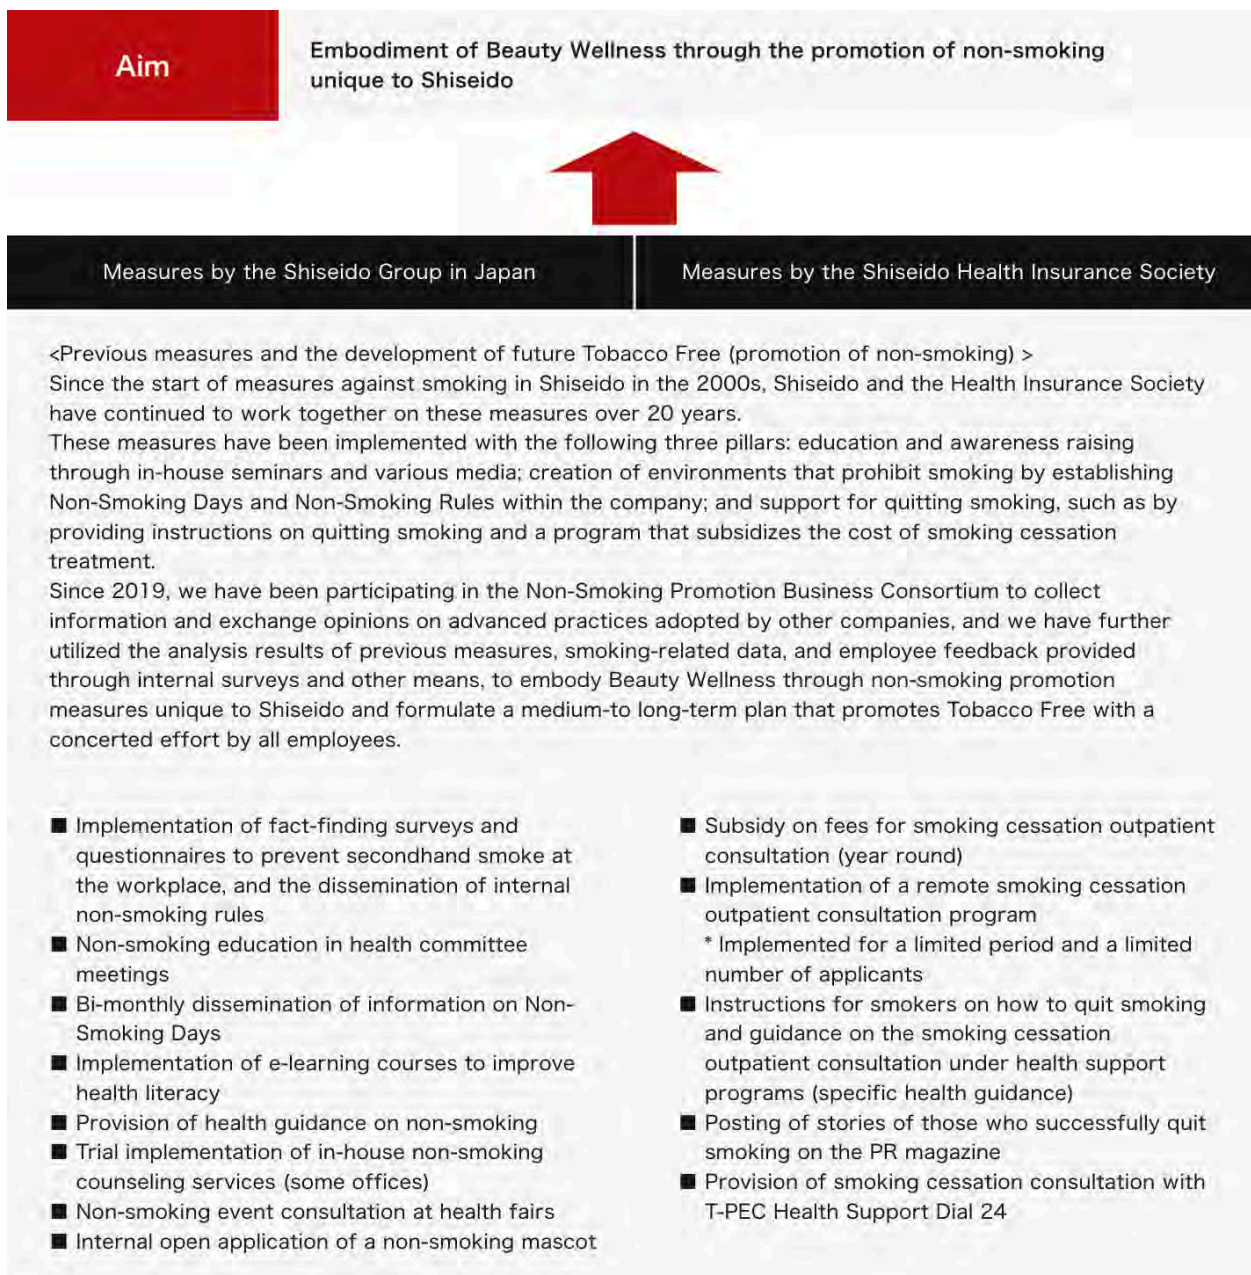 Aim
Embodiment of Beauty Wellness through the promotion of non-smoking
unique to Shiseido
Measures by the Shiseido Group in Japan
Measures by the Shiseido Health Insurance Society
<Previous measures and the development of future Tobacco Free (promotion of non-smoking) >
Since the start of measures against smoking in Shiseido in the 2000s, Shiseido and the Health Insurance Society
have continued to work together on these measures over 20 years.
These measures have been implemented with the following three pillars: education and awareness raising
through in-house seminars and various media; creation of environments that prohibit smoking by establishing
Non-Smoking Days and Non-Smoking Rules within the company; and support for quitting smoking, such as by
providing instructions on quitting smoking and a program that subsidizes the cost of smoking cessation
treatment.
Since 2019, we have been participating in the Non-Smoking Promotion Business Consortium to collect
information and exchange opinions on advanced practices adopted by other companies, and we have further
utilized the analysis results of previous measures, smoking-related data, and employee feedback provided
through internal surveys and other means, to embody Beauty Wellness through non-smoking promotion
measures unique to Shiseido and formulate a medium-to long-term plan that promotes Tobacco Free with a
concerted effort by all employees.
■ Implementation of fact-finding surveys and
questionnaires to prevent secondhand smoke at
the workplace, and the dissemination of internal
non-smoking rules
■ Non-smoking education in health committee
meetings
■ Bi-monthly dissemination of information on Non-
Smoking Days
■ Implementation of e-learning courses to improve
health literacy
■ Provision of health guidance on non-smoking
■ Trial implementation of in-house non-smoking
counseling services (some offices)
■ Non-smoking event consultation at health fairs
■ Internal open application of a non-smoking mascot
■ Subsidy on fees for smoking cessation outpatient
consultation (year round)
■ Implementation of a remote smoking cessation
outpatient consultation program
* Implemented for a limited period and a limited
number of applicants
■ Instructions for smokers on how to quit smoking
and guidance on the smoking cessation
outpatient consultation under health support
programs (specific health guidance)
■ Posting of stories of those who successfully quit
smoking on the PR magazine
■ Provision of smoking cessation consultation with
T-PEC Health Support Dial 24